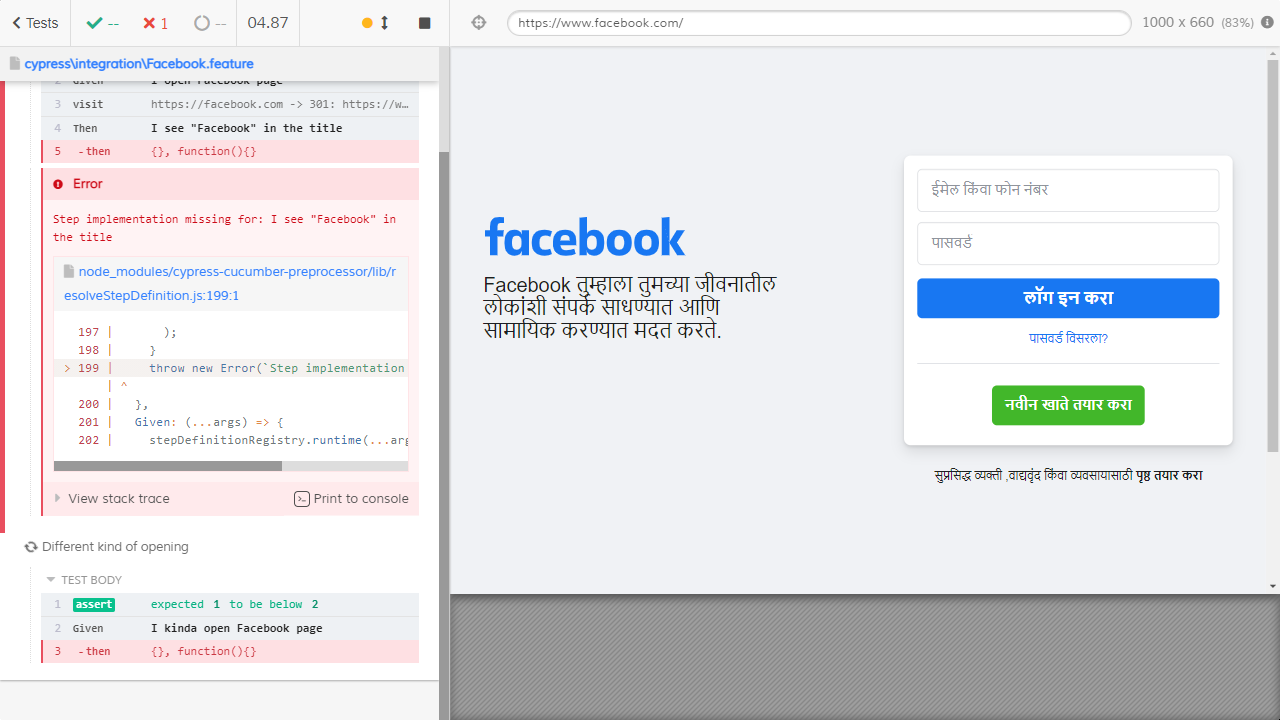 Tests
--
1
--
04.87
https://www.facebook.com/
1000 x 660 (83%)
cypress\integration\Facebook.feature
2 Given I open Facebook page
3 visit https://facebook.com -> 301: https://w…
4 Then I see "Facebook" in the title
5 -then {}, function(){}
Error
Step implementation missing for: I see "Facebook" in
the title
node_modules/cypress-cucumber-preprocessor/lib/r
esolveStepDefinition.js:199:1
197 | );
198 | }
> 199 | throw new Error(`Step implementation
| ^
200 | },
201 | Given: (...args) => {
202 | stepDefinitionRegistry.runtime(...arg
View stack trace
Print to console
Different kind of opening
TEST BODY
1 assert expected 1 to be below 2
2 Given I kinda open Facebook page
3 -then {}, function(){}
facebook
Facebook तुम्हाला तुमच्या जीवनातील
लोकांशी संपर्क साधण्यात आणि
सामायिक करण्यात मदत करते.
ईमेल किंवा फोन नंबर
पासवर्ड
लॉग इन करा
पासवर्ड विसरला?
नवीन खाते तयार करा
सुप्रसिद्ध व्यक्ती ,वाद्यवृंद किंवा व्यवसायासाठी पृष्ठ तयार करा